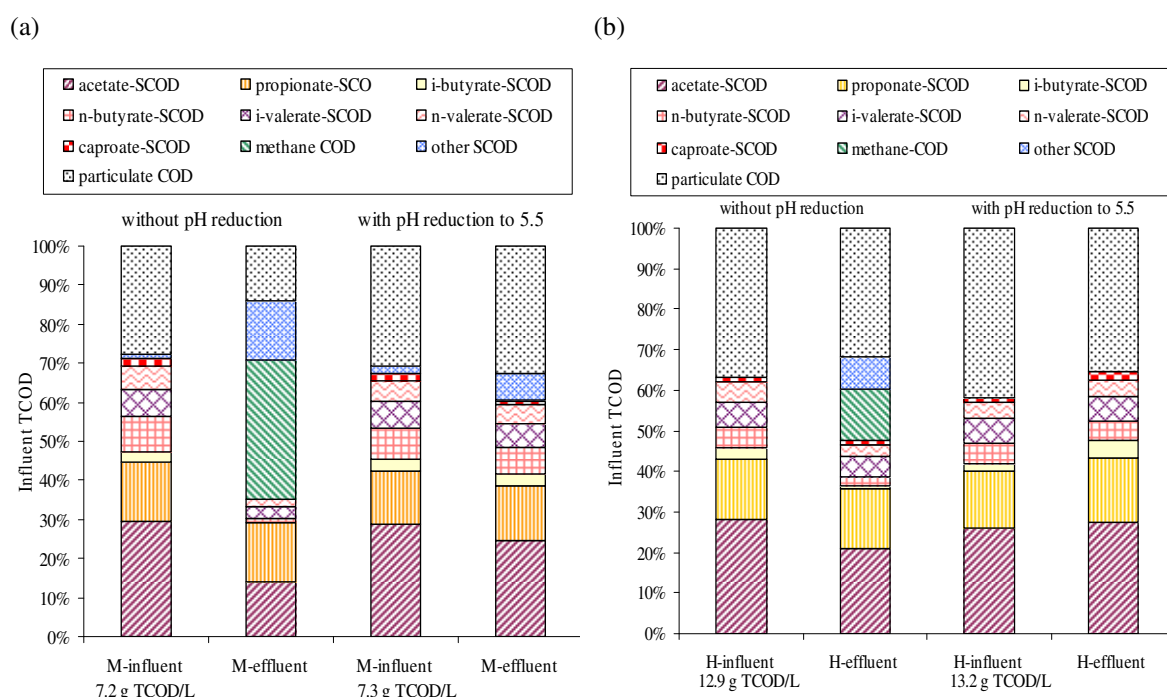 (a)
acetate-SCOD propionate-SCO i-butyrate-SCOD
n-butyrate-SCOD i-valerate-SCOD n-valerate-SCOD
caproate-SCOD methane COD other SCOD
particulate COD
without pH reduction with pH reduction to 5.5
Influent TCOD
100%
90%
80%
70%
60%
50%
40%
30%
20%
10%
0%
M-influent M-effluent M-influent M-effluent
7.2 g TCOD/L 7.3 g TCOD/L
(b)
acetate-SCOD proponate-SCOD i-butyrate-SCOD
n-butyrate-SCOD i-valerate-SCOD n-valerate-SCOD
caproate-SCOD methane-COD other SCOD
particulate COD
without pH reduction with pH reduction to 5.5
Influent TCOD
100%
90%
80%
70%
60%
50%
40%
30%
20%
10%
0%
H-influent H-effluent H-influent H-effluent
12.9 g TCOD/L 13.2 g TCOD/L